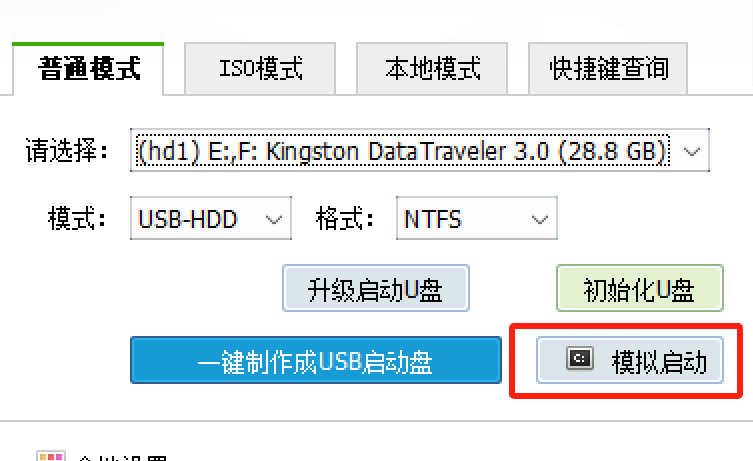 普通模式 ISO模式 本地模式 快捷键查询
请选择： (hd1) E:,F: Kingston DataTraveler 3.0 (28.8 GB)
模式： USB-HDD 格式： NTFS
升级启动U盘 初始化U盘
一键制作成USB启动盘 C: 模拟启动